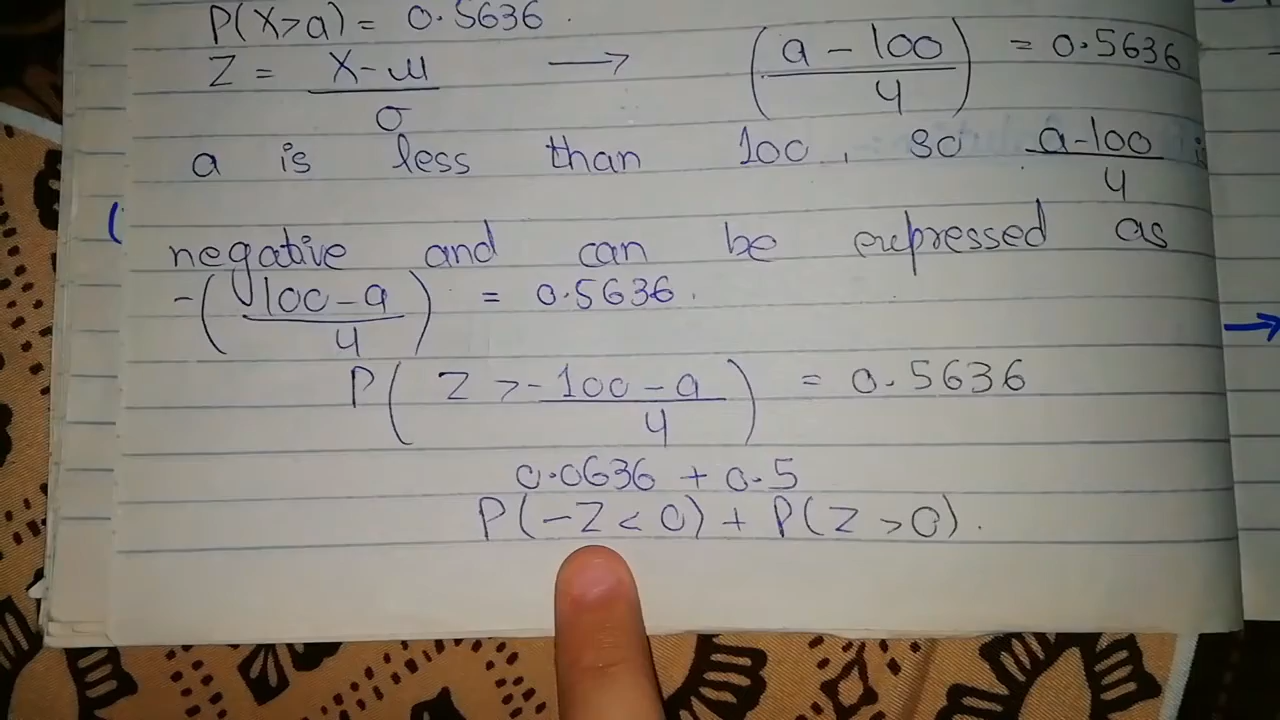 P(X>a) = 0.5636.
Z = X-μ / σ → (a - 100 / 4) = 0.5636
a is less than 100, so a-100 / 4
negative and can be expressed as
-(100-a / 4) = 0.5636.
P( Z > - 100-a / 4 ) = 0.5636
0.0636 + 0.5
P(-Z < 0) + P(Z > 0).